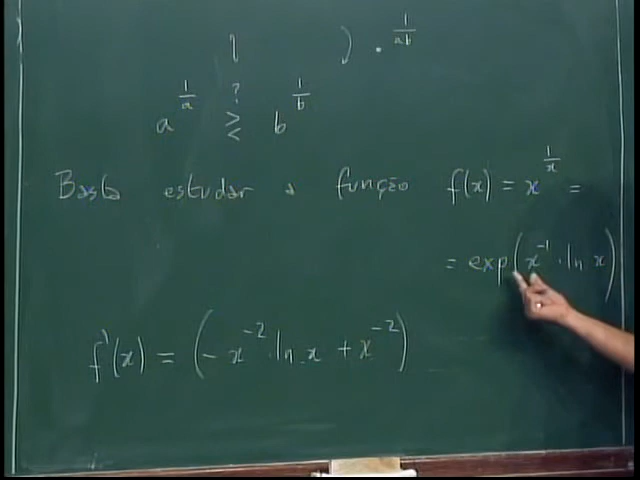 ( ) · 1/ab
a^{1/a} ≷^{?} b^{1/b}
Basta estudar a função f(x) = x^{1/x} =
= exp(x^{-1} · ln x)
f'(x) = (-x^{-2} · ln x + x^{-2})